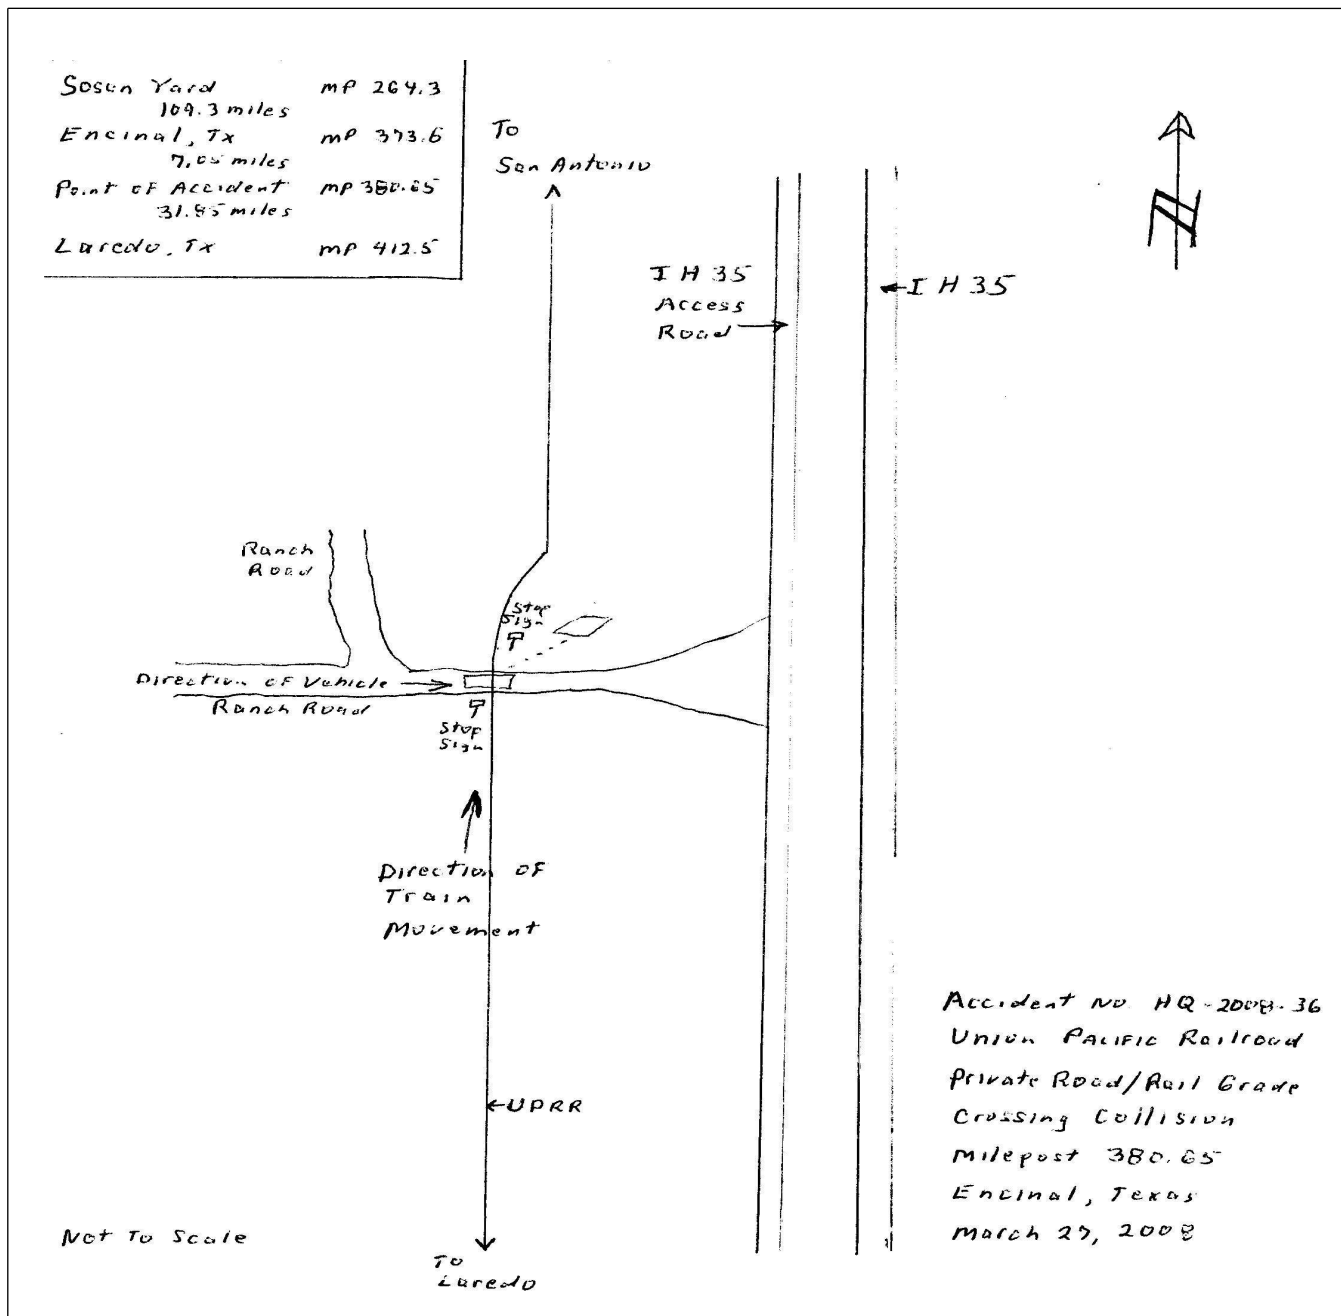 Sosan Yard MP 264.3
109.3 miles
Encinal, Tx MP 373.6
7.05 miles
Point of Accident MP 380.65
31.85 miles
Laredo, Tx MP 412.5
To
San Antonio
N
I H 35
Access
Road
I H 35
Ranch
Road
Stop
Sign
Direction of Vehicle
Ranch Road
Stop
Sign
Direction of
Train
Movement
UPRR
To
Laredo
Not To Scale
Accident No. HQ-2008-36
Union Pacific Railroad
Private Road/Rail Grade
Crossing Collision
Milepost 380.65
Encinal, Texas
March 27, 2008